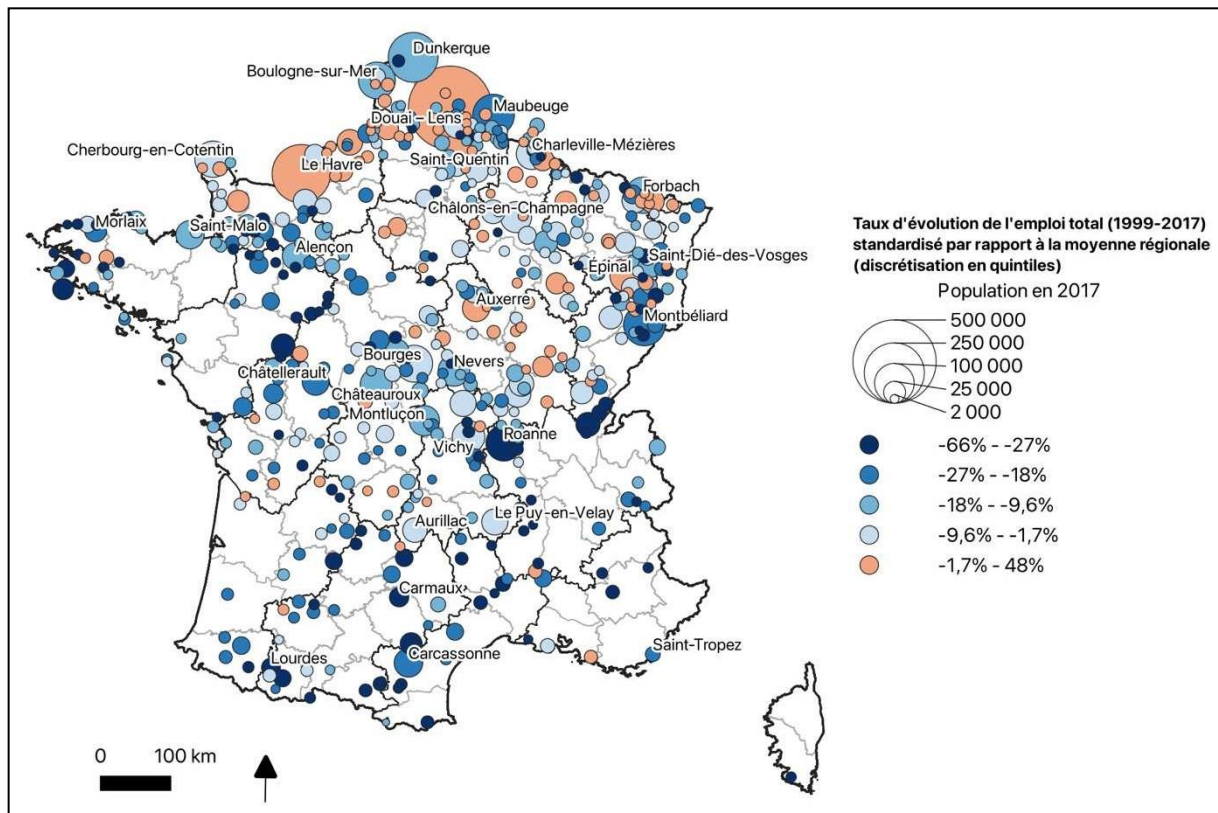 Dunkerque
Boulogne-sur-Mer
Maubeuge
Douai – Lens
Charleville-Mézières
Cherbourg-en-Cotentin
Saint-Quentin
Le Havre
Forbach
Châlons-en-Champagne
Morlaix
Saint-Malo
Alençon
Saint-Dié-des-Vosges
Épinal
Auxerre
Montbéliard
Bourges
Nevers
Châtellerault
Châteauroux
Montluçon
Roanne
Vichy
Le Puy-en-Velay
Aurillac
Carmaux
Saint-Tropez
Lourdes
Carcassonne
0 100 km
Taux d'évolution de l'emploi total (1999-2017)
standardisé par rapport à la moyenne régionale
(discrétisation en quintiles)
Population en 2017
500 000
250 000
100 000
25 000
2 000
-66% - -27%
-27% - -18%
-18% - -9,6%
-9,6% - -1,7%
-1,7% - 48%